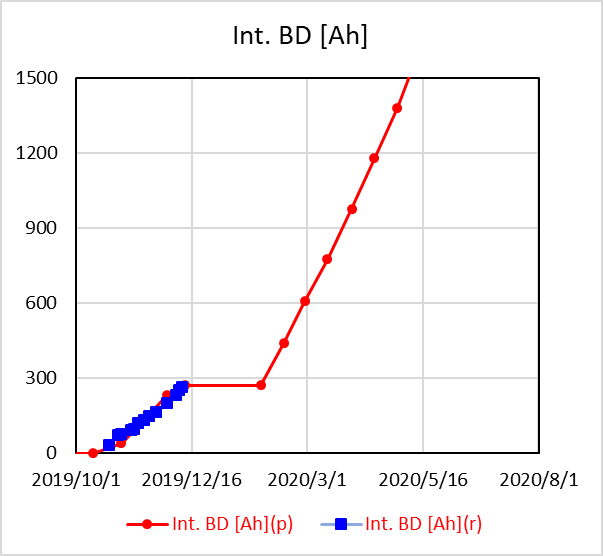 Int. BD [Ah]
1500
1200
900
600
300
0
2019/10/1 2019/12/16 2020/3/1 2020/5/16 2020/8/1
Int. BD [Ah](p) Int. BD [Ah](r)